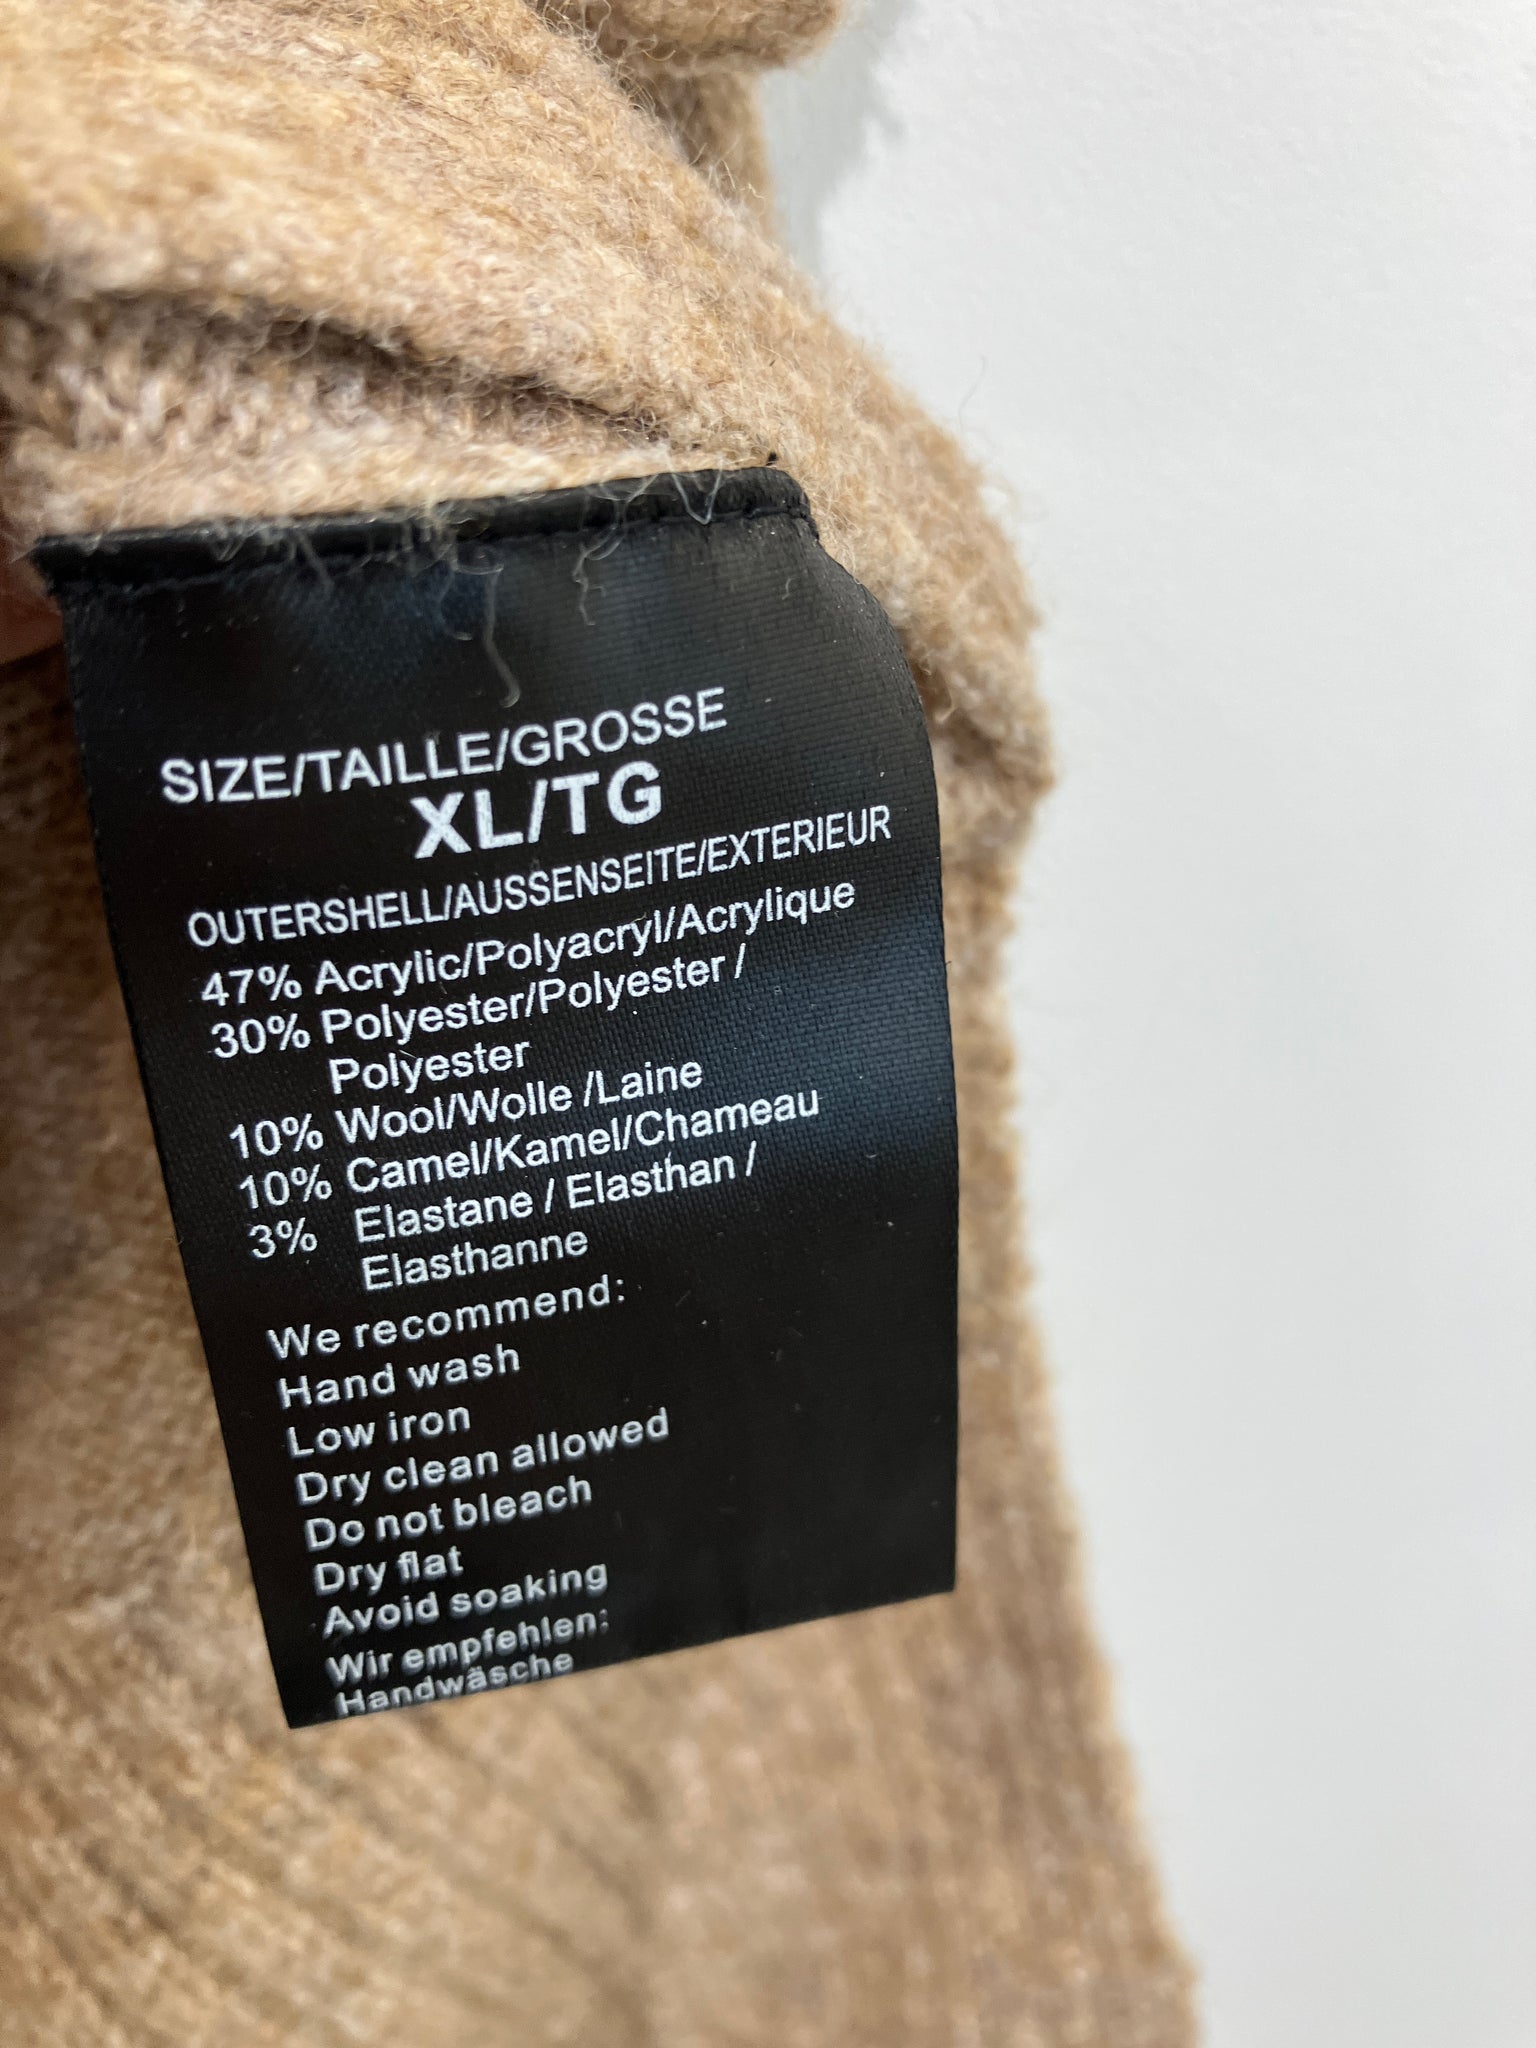 SIZE/TAILLE/GROSSE
XL/TG
OUTERSHELL/AUSSENSEITE/EXTERIEUR
47% Acrylic/Polyacryl/Acrylique
30% Polyester/Polyester /
Polyester
10% Wool/Wolle /Laine
10% Camel/Kamel/Chameau
3% Elastane / Elasthan /
Elasthanne
We recommend:
Hand wash
Low iron
Dry clean allowed
Do not bleach
Dry flat
Avoid soaking
Wir empfehlen:
Handwäsche